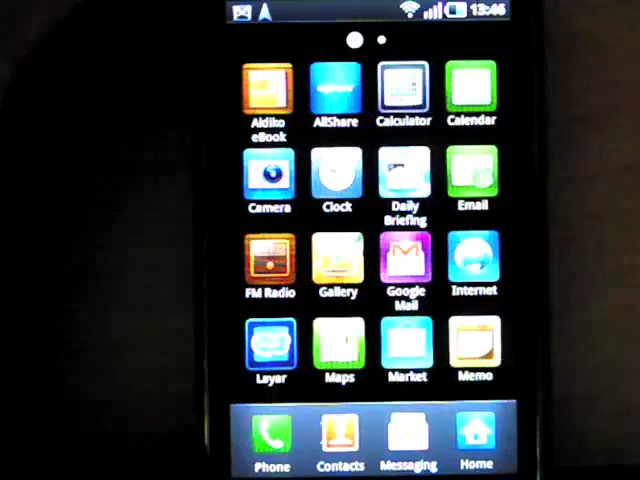 13:46
Aldiko eBook
AllShare
Calculator
Calendar
Camera
Clock
Daily Briefing
Email
FM Radio
Gallery
Google Mail
Internet
Layar
Maps
Market
Memo
Phone
Contacts
Messaging
Home